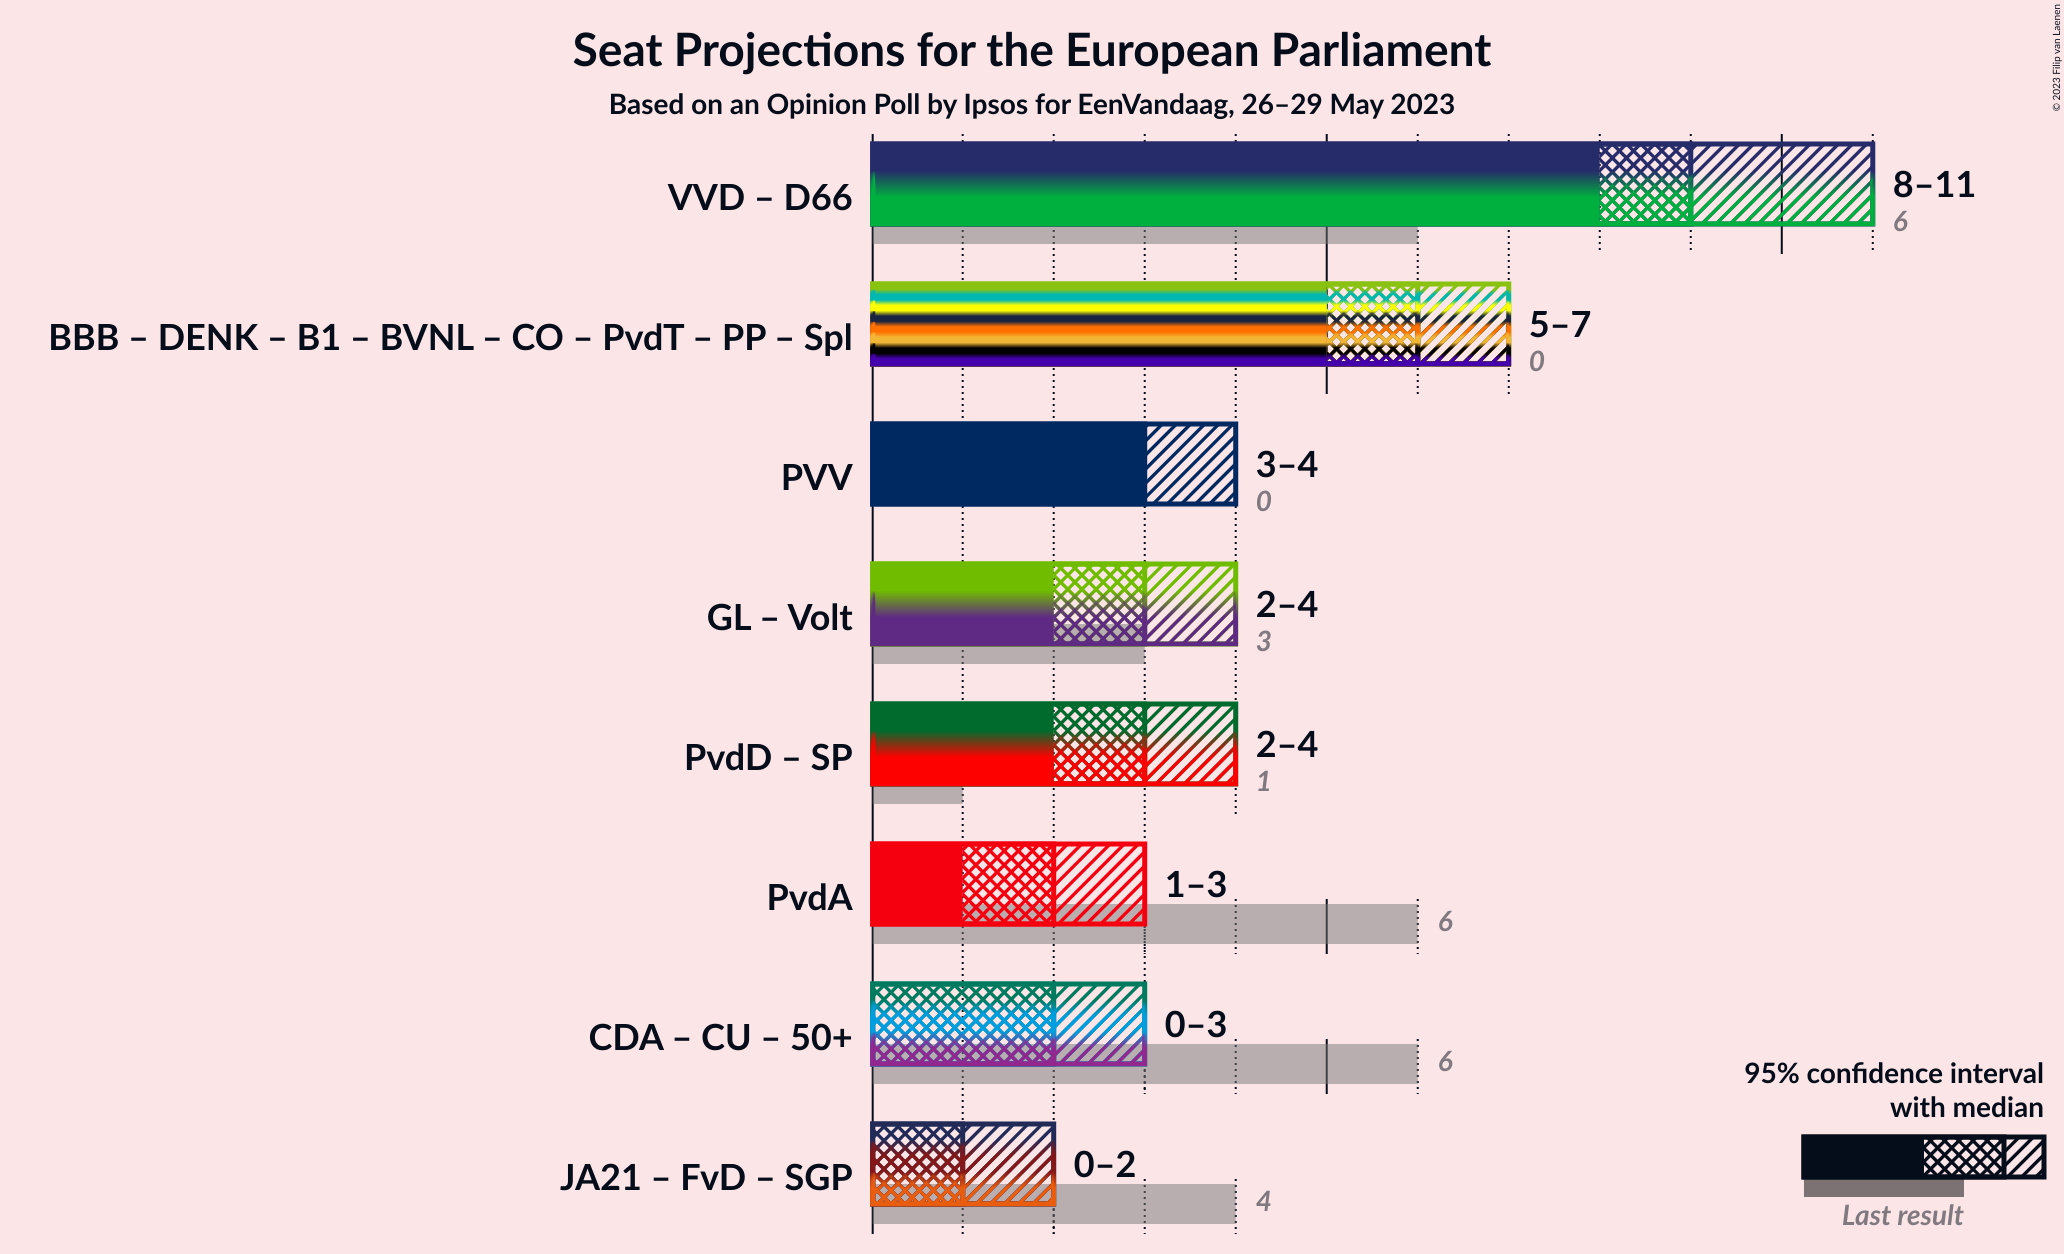 Seat Projections for the European Parliament
Based on an Opinion Poll by Ipsos for EenVandaag, 26–29 May 2023
© 2023 Filip van Laenen
VVD – D66
8–11
6
BBB – DENK – B1 – BVNL – CO – PvdT – PP – Spl
5–7
0
PVV
3–4
0
GL – Volt
2–4
3
PvdD – SP
2–4
1
PvdA
1–3
6
CDA – CU – 50+
0–3
6
JA21 – FvD – SGP
0–2
4
95% confidence interval
with median
Last result